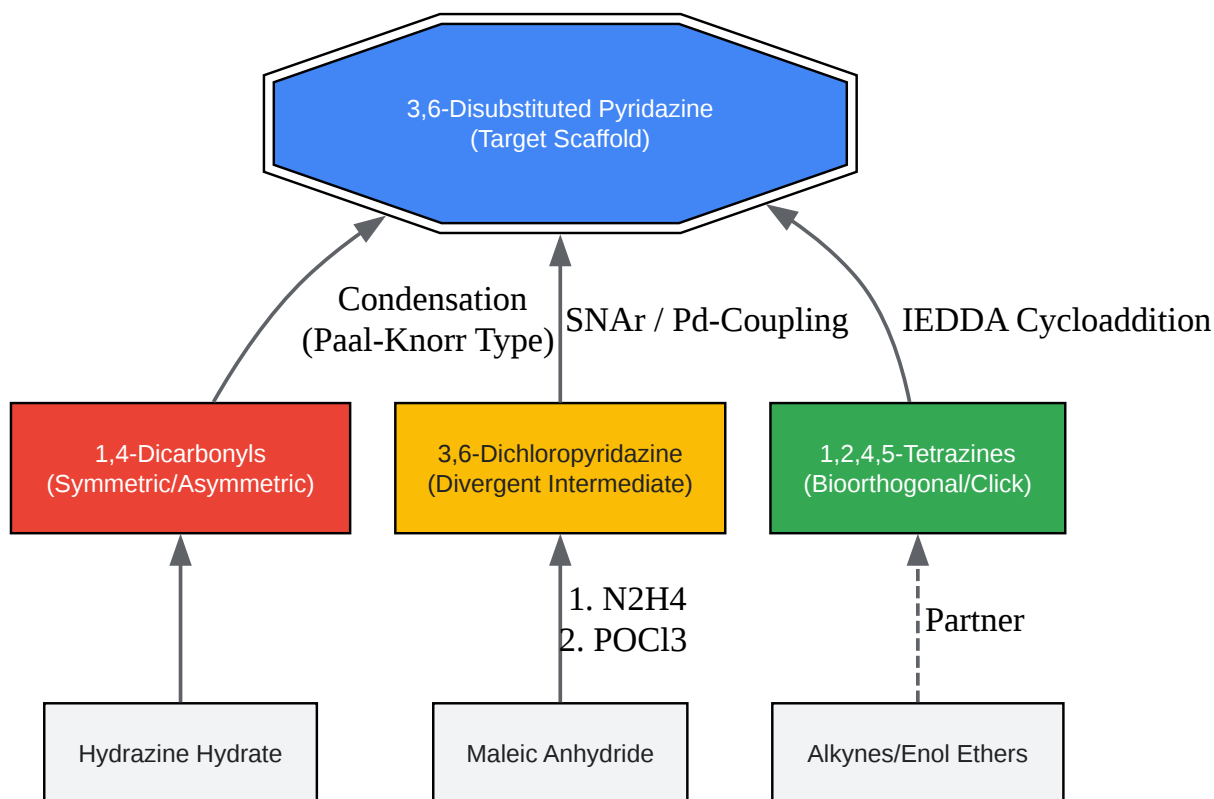 3,6-Disubstituted Pyridazine
(Target Scaffold)
Condensation
(Paal-Knorr Type)
SNAr / Pd-Coupling
IEDDA Cycloaddition
1,4-Dicarbonyls
(Symmetric/Asymmetric)
3,6-Dichloropyridazine
(Divergent Intermediate)
1,2,4,5-Tetrazines
(Bioorthogonal/Click)
1. N2H4
2. POCl3
Partner
Hydrazine Hydrate
Maleic Anhydride
Alkynes/Enol Ethers